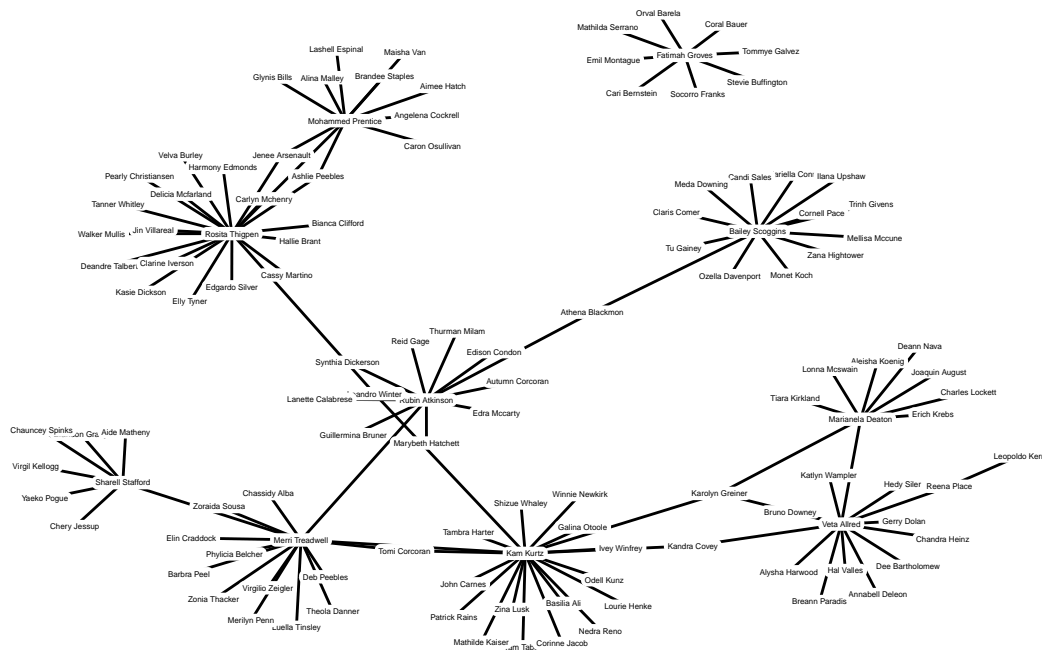 Orval Barela
Mathilda Serrano
Coral Bauer
Lashell Espinal
Maisha Van
Tommye Galvez
Fatimah Groves
Emil Montague
Glynis Bills
Alina Malley
Brandee Staples
Stevie Buffington
Aimee Hatch
Cari Bernstein
Socorro Franks
Angelena Cockrell
Mohammed Prentice
Caron Osullivan
Velva Burley
Jenee Arsenault
Harmony Edmonds
Pearly Christiansen
Ashlie Peebles
Candi Sales
Ilana Upshaw
Meda Downing
Delicia Mcfarland
Carlyn Mchenry
Tanner Whitley
Trinh Givens
Claris Comer
Cornell Pace
Bianca Clifford
Walker Mullis
Jin Villareal
Rosita Thigpen
Bailey Scoggins
Hallie Brant
Mellisa Mccune
Tu Gainey
Zana Hightower
Deandre Talbert
Clarine Iverson
Cassy Martino
Ozella Davenport
Monet Koch
Edgardo Silver
Kasie Dickson
Elly Tyner
Athena Blackmon
Thurman Milam
Reid Gage
Deann Nava
Edison Condon
Synthia Dickerson
Aleisha Koenig
Lonna Mcswain
Joaquin August
Autumn Corcoran
Charles Lockett
Leandro Winter
Lanette Calabrese
Rubin Atkinson
Tiara Kirkland
Edra Mccarty
Erich Krebs
Marianela Deaton
Chauncey Spinks
Aide Matheny
Guillermina Bruner
Marybeth Hatchett
Leopoldo
Virgil Kellogg
Katlyn Wampler
Sharell Stafford
Hedy Siler
Reena Place
Chassidy Alba
Karolyn Greiner
Yaeko Pogue
Winnie Newkirk
Zoraida Sousa
Shizue Whaley
Bruno Downey
Gerry Dolan
Veta Allred
Chery Jessup
Galina Otoole
Tambra Harter
Elin Craddock
Merri Treadwell
Chandra Heinz
Kandra Covey
Ivey Winfrey
Tomi Corcoran
Kam Kurtz
Phylicia Belcher
Dee Bartholomew
Hal Valles
Alysha Harwood
Barbra Peel
Deb Peebles
Odell Kunz
John Carnes
Virgilio Zeigler
Annabell Deleon
Zonia Thacker
Breann Paradis
Basilia Ali
Lourie Henke
Zina Lusk
Theola Danner
Patrick Rains
Merilyn Penn
Luella Tinsley
Nedra Reno
Mathilde Kaiser
Corinne Jacob